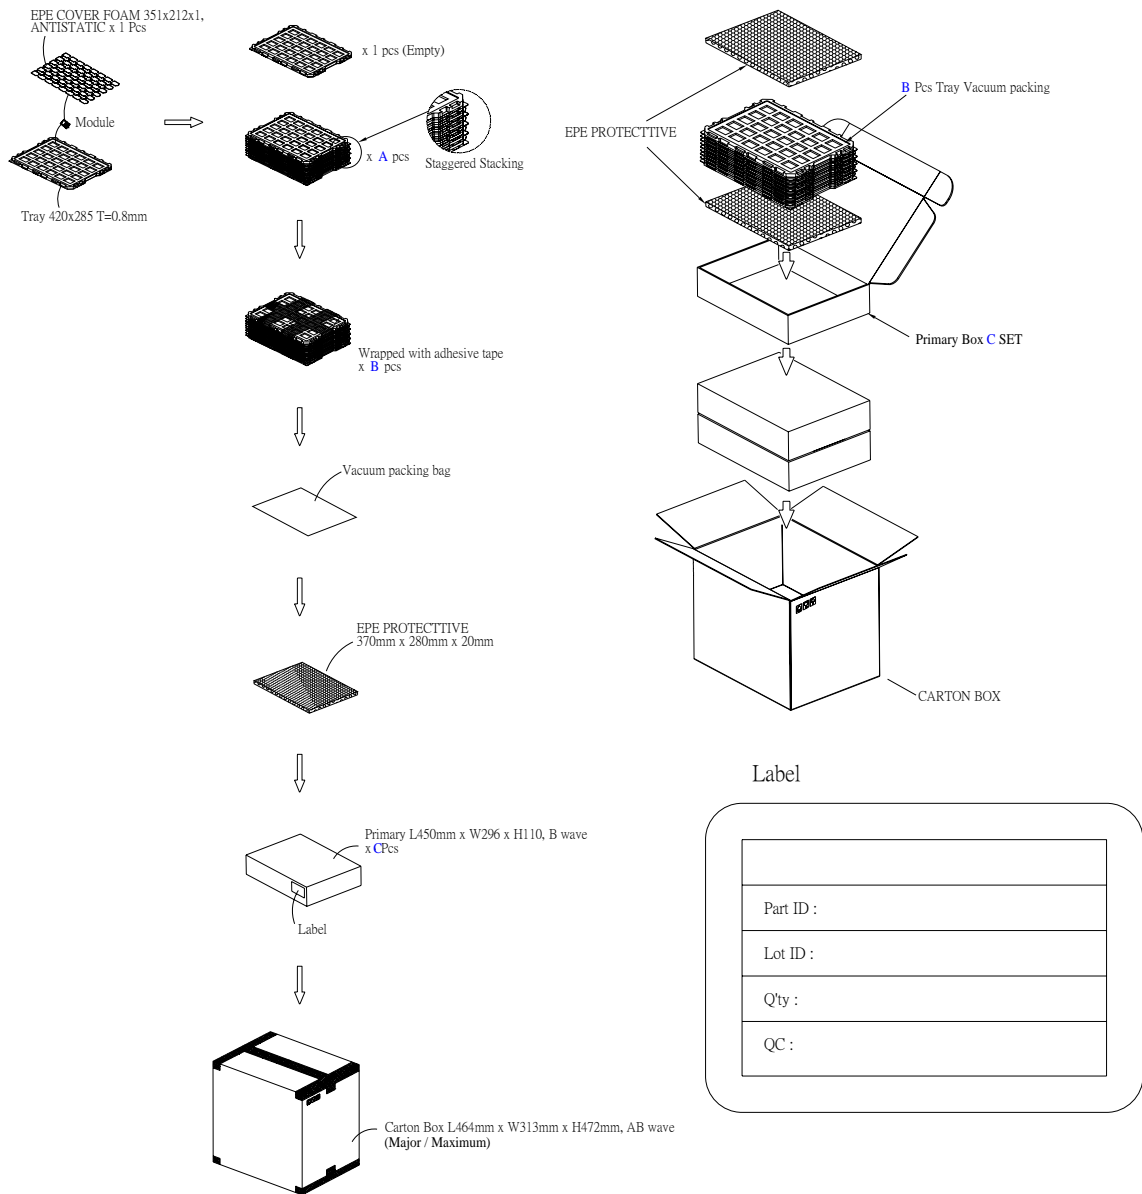 EPE COVER FOAM 351x212x1,
ANTISTATIC x 1 Pcs
Module
Tray 420x285 T=0.8mm
x 1 pcs (Empty)
x A pcs
Staggered Stacking
Wrapped with adhesive tape
x B pcs
Vacuum packing bag
EPE PROTECTTIVE
370mm x 280mm x 20mm
Primary L450mm x W296 x H110, B wave
x CPcs
Label
Carton Box L464mm x W313mm x H472mm, AB wave
(Major / Maximum)
B Pcs Tray Vacuum packing
EPE PROTECTTIVE
Primary Box C SET
CARTON BOX
Label
Part ID :
Lot ID :
Q'ty :
QC :